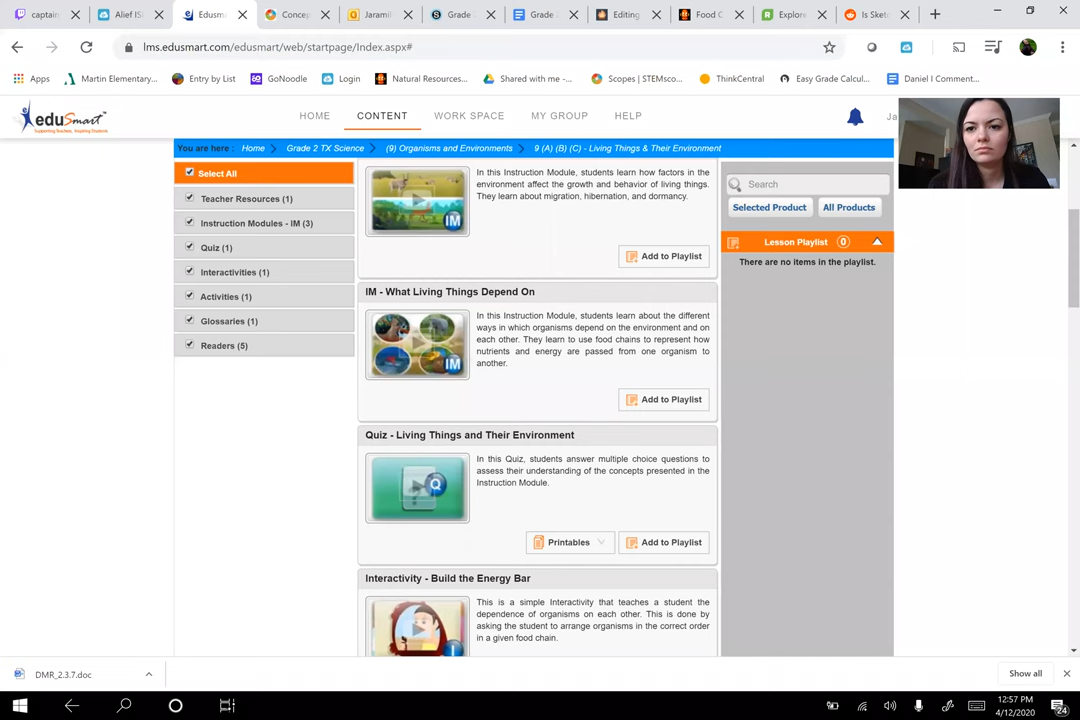 captain
Alief IS
Edusma
Concep
Jaramil
Grade
Grade
Editing
Food C
Explore
Is Sketc
lms.edusmart.com/edusmart/web/startpage/Index.aspx#
Apps
Martin Elementary...
Entry by List
GoNoodle
Login
Natural Resources...
Shared with me -...
Scopes | STEMsco...
ThinkCentral
Easy Grade Calcul...
Daniel I Comment...
eduSmart
Supporting Teachers, Inspiring Students
HOME
CONTENT
WORK SPACE
MY GROUP
HELP
Ja
You are here : Home Grade 2 TX Science (9) Organisms and Environments 9 (A) (B) (C) - Living Things & Their Environment
Select All
Teacher Resources (1)
Instruction Modules - IM (3)
Quiz (1)
Interactivities (1)
Activities (1)
Glossaries (1)
Readers (5)
IM
In this Instruction Module, students learn how factors in the
environment affect the growth and behavior of living things.
They learn about migration, hibernation, and dormancy.
Add to Playlist
IM - What Living Things Depend On
IM
In this Instruction Module, students learn about the different
ways in which organisms depend on the environment and on
each other. They learn to use food chains to represent how
nutrients and energy are passed from one organism to
another.
Add to Playlist
Quiz - Living Things and Their Environment
Q
In this Quiz, students answer multiple choice questions to
assess their understanding of the concepts presented in the
Instruction Module.
Printables
Add to Playlist
Interactivity - Build the Energy Bar
I
This is a simple Interactivity that teaches a student the
dependence of organisms on each other. This is done by
asking the student to arrange organisms in the correct order
in a given food chain.
Search
Selected Product
All Products
Lesson Playlist 0
There are no items in the playlist.
DMR_2.3.7.doc
Show all
12:57 PM
4/12/2020
24